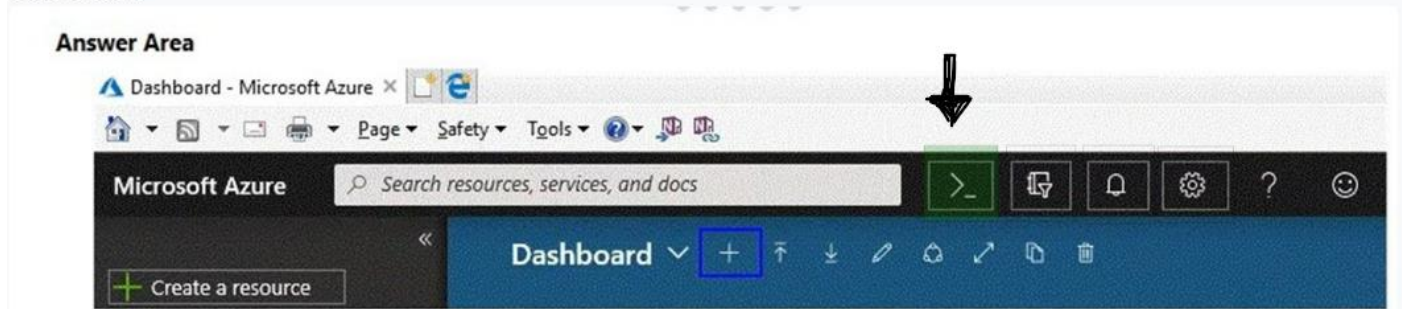 Answer Area
Dashboard - Microsoft Azure ×
Page Safety Tools
Microsoft Azure Search resources, services, and docs >_ ?
Dashboard
Create a resource